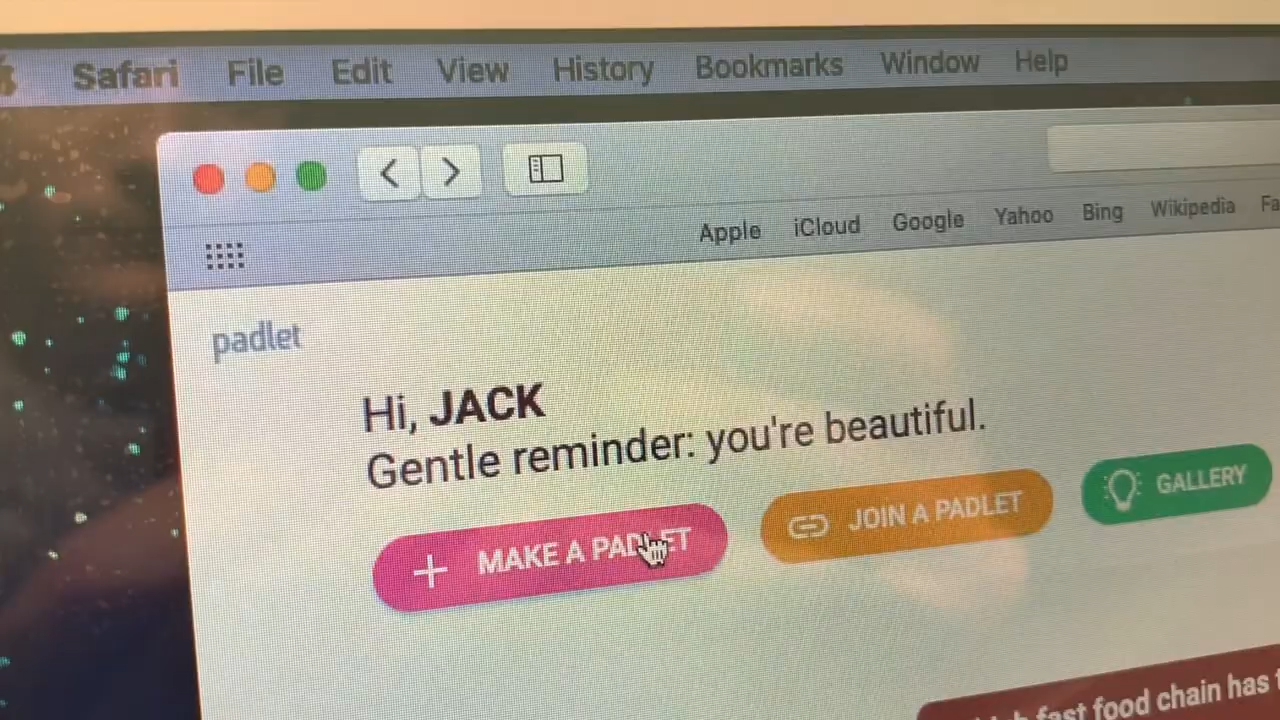 Safari File Edit View History Bookmarks Window Help
Apple iCloud Google Yahoo Bing Wikipedia
padlet
Hi, JACK
Gentle reminder: you're beautiful.
MAKE A PADLET JOIN A PADLET GALLERY
fast food chain has